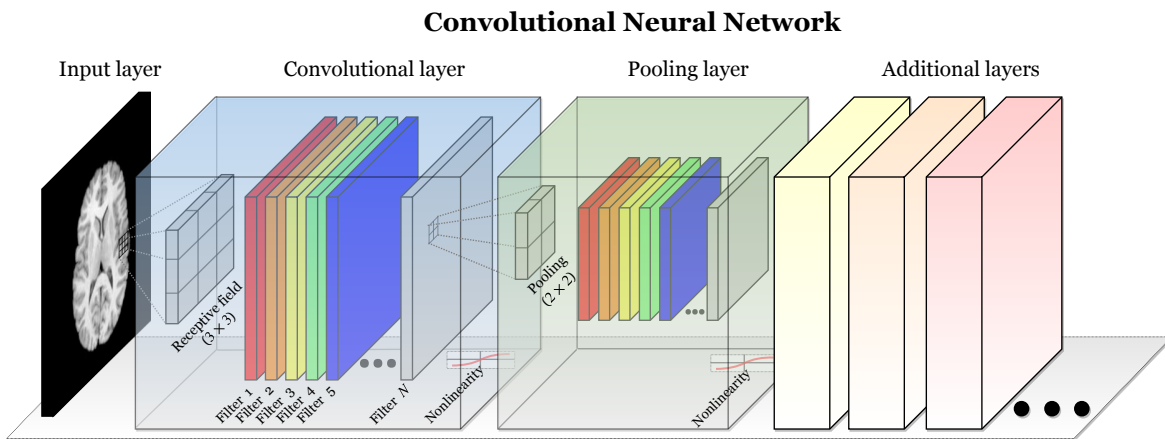 Convolutional Neural Network
Input layer
Convolutional layer
Pooling layer
Additional layers
Receptive field
(3 × 3)
Filter 1
Filter 2
Filter 3
Filter 4
Filter 5
Filter N
Nonlinearity
Pooling
(2 × 2)
Nonlinearity